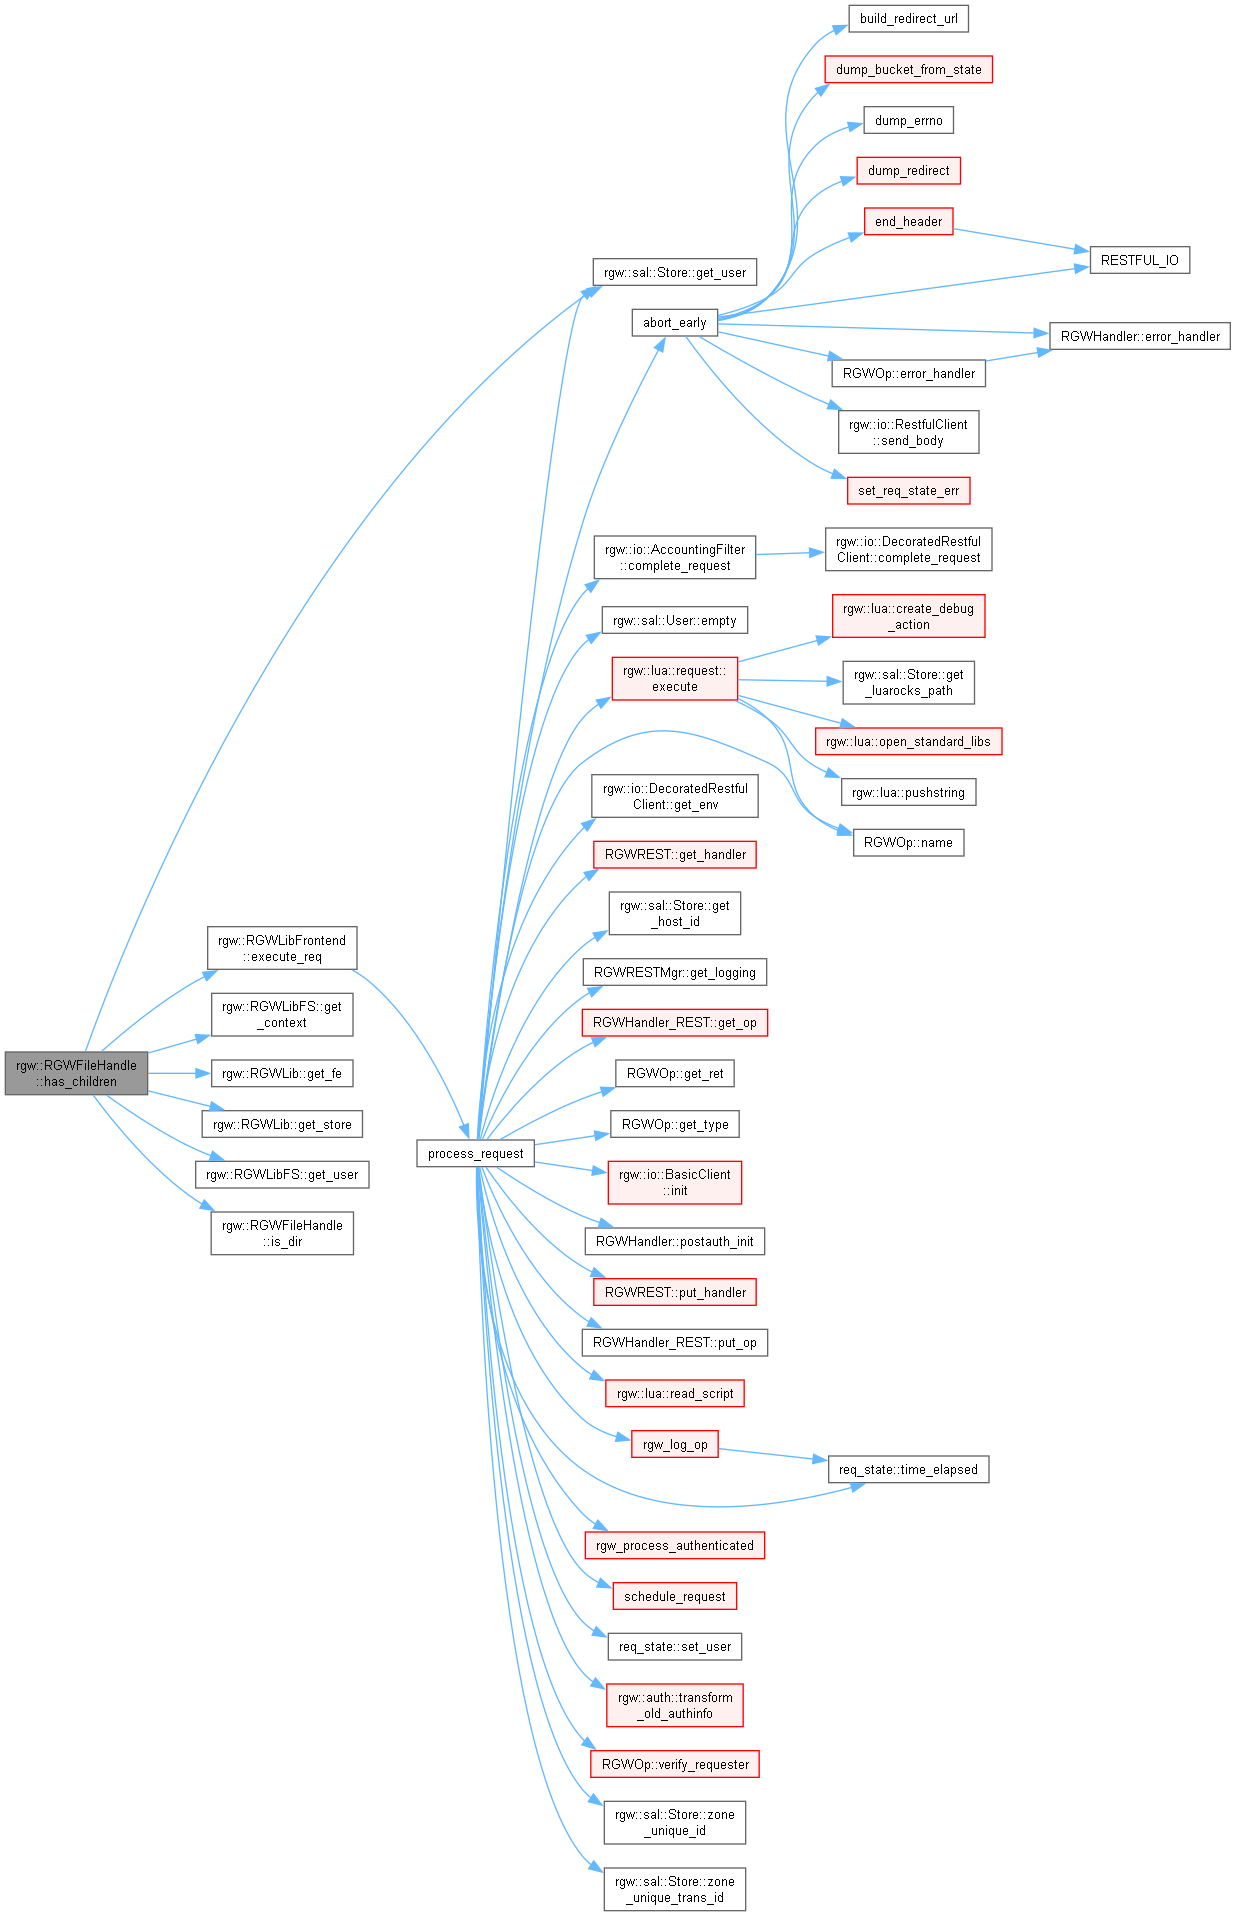 build_redirect_url
dump_bucket_from_state
dump_errno
dump_redirect
end_header
RESTFUL_IO
rgw::sal::Store::get_user
abort_early
RGWHandler::error_handler
RGWOp::error_handler
rgw::io::RestfulClient
::send_body
set_req_state_err
rgw::io::AccountingFilter
::complete_request
rgw::io::DecoratedRestful
Client::complete_request
rgw::sal::User::empty
rgw::lua::create_debug
_action
rgw::lua::request::
execute
rgw::sal::Store::get
_luarocks_path
rgw::lua::open_standard_libs
rgw::lua::pushstring
rgw::io::DecoratedRestful
Client::get_env
RGWOp::name
RGWREST::get_handler
rgw::sal::Store::get
_host_id
rgw::RGWLibFrontend
::execute_req
RGWRESTMgr::get_logging
rgw::RGWLibFS::get
_context
RGWHandler_REST::get_op
rgw::RGWFileHandle
::has_children
rgw::RGWLib::get_fe
RGWOp::get_ret
rgw::RGWLib::get_store
RGWOp::get_type
process_request
rgw::RGWLibFS::get_user
rgw::io::BasicClient
::init
rgw::RGWFileHandle
::is_dir
RGWHandler::postauth_init
RGWREST::put_handler
RGWHandler_REST::put_op
rgw::lua::read_script
rgw_log_op
req_state::time_elapsed
rgw_process_authenticated
schedule_request
req_state::set_user
rgw::auth::transform
_old_authinfo
RGWOp::verify_requester
rgw::sal::Store::zone
_unique_id
rgw::sal::Store::zone
_unique_trans_id